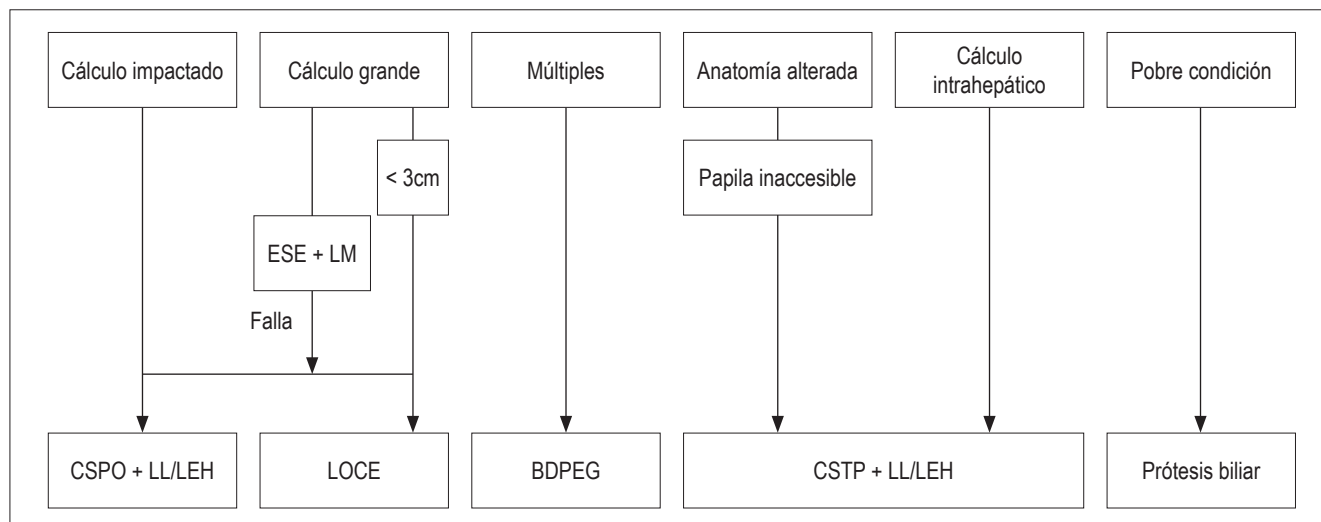 Cálculo impactado
Cálculo grande
Múltiples
Anatomía alterada
Cálculo
intrahepático
Pobre condición
< 3cm
Papila inaccesible
ESE + LM
Falla
CSPO + LL/LEH
LOCE
BDPEG
CSTP + LL/LEH
Prótesis biliar